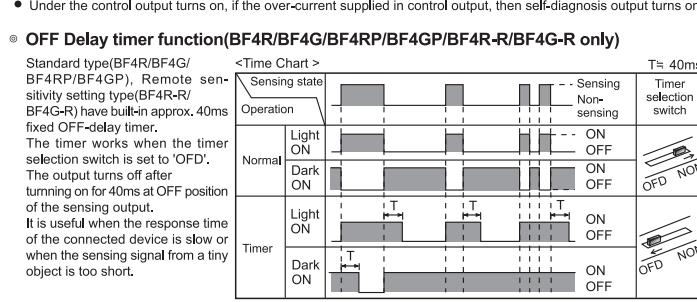 ● Under the control output turns on, if the over-current supplied in control output, then self-diagnosis output turns on
◎ OFF Delay timer function(BF4R/BF4G/BF4RP/BF4GP/BF4R-R/BF4G-R only)
Standard type(BF4R/BF4G/
BF4RP/BF4GP), Remote sen-
sitivity setting type(BF4R-R/
BF4G-R) have built-in approx. 40ms
fixed OFF-delay timer.
The timer works when the timer
selection switch is set to 'OFD'.
The output turns off after
turnning on for 40ms at OFF position
of the sensing output.
It is useful when the response time
of the connected device is slow or
when the sensing signal from a tiny
object is too short.
<Time Chart >
T≒ 40ms
Sensing state
Operation
Sensing
Non-
sensing
Timer
selection
switch
Normal
Light
ON
ON
OFF
Dark
ON
ON
OFF
OFD NON
Timer
Light
ON
T T T
ON
OFF
Dark
ON
T
ON
OFF
OFD NON